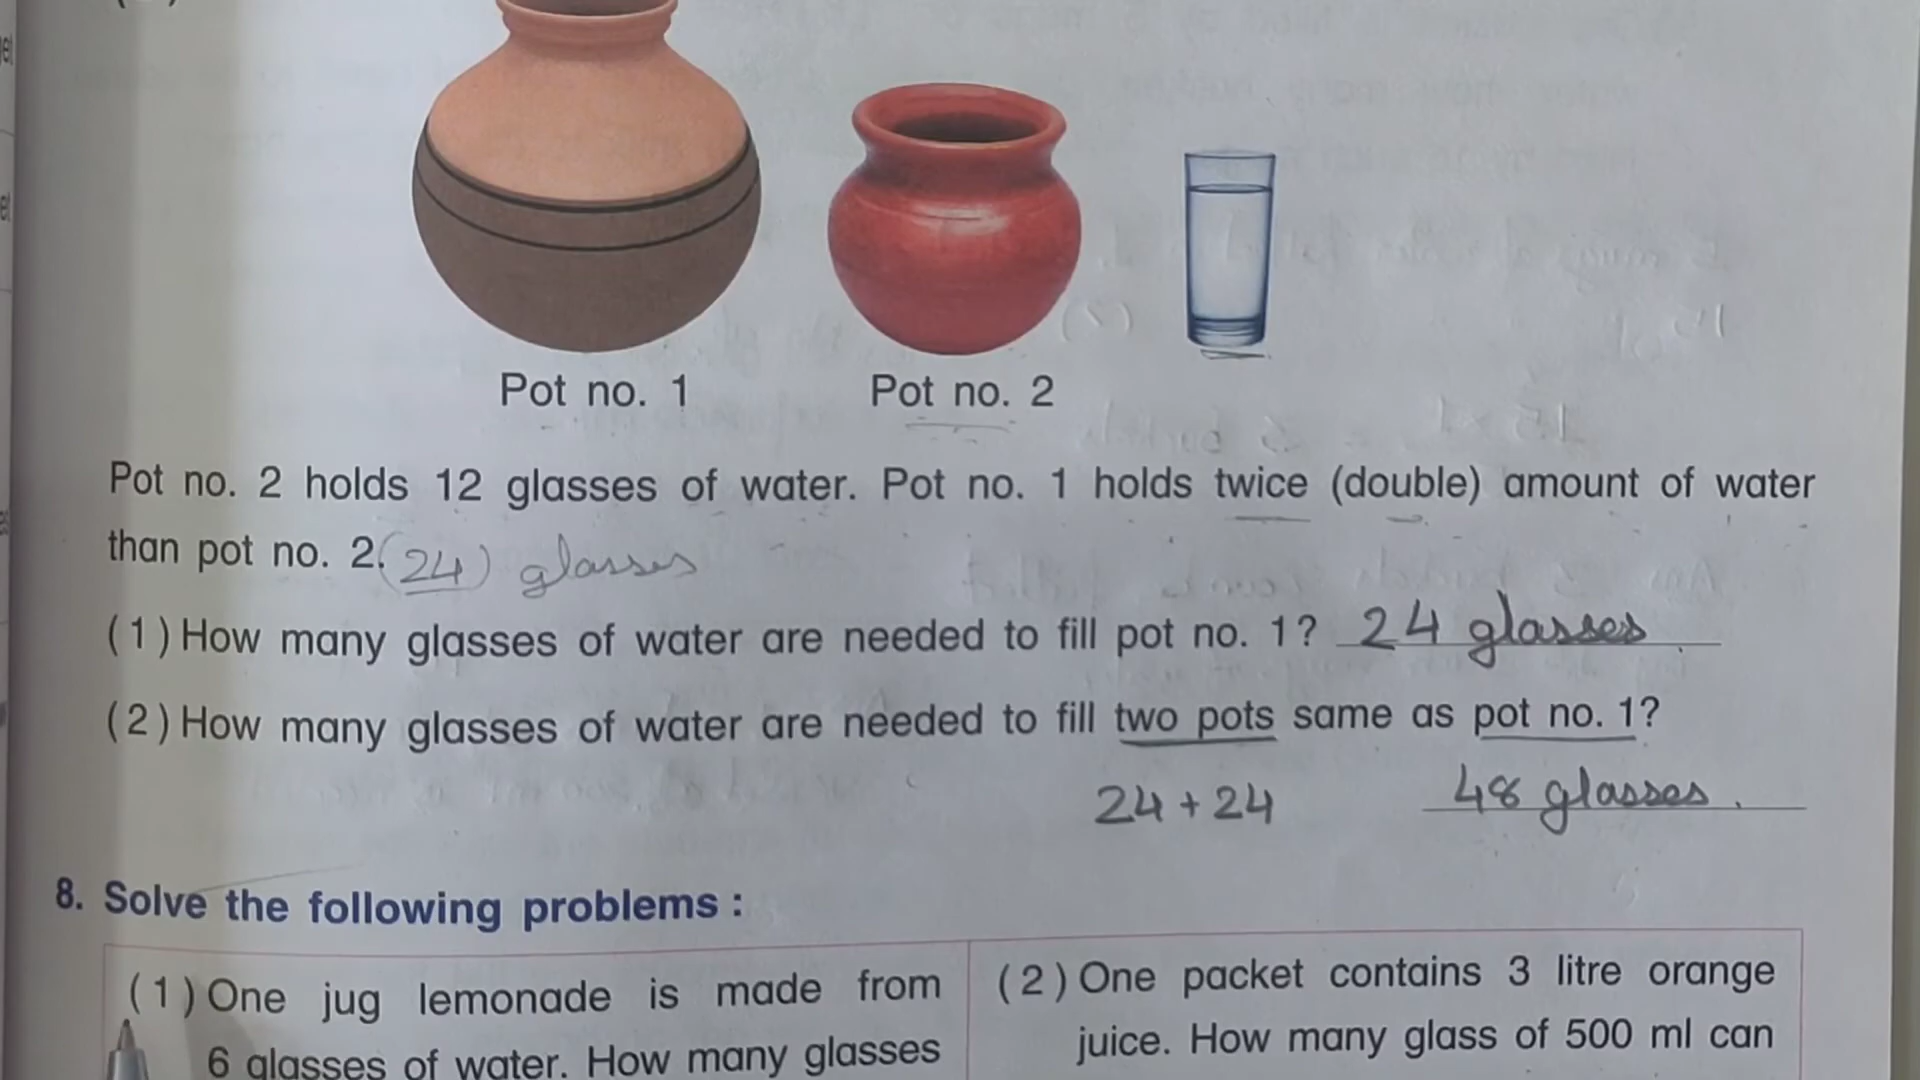 Pot no. 1 Pot no. 2
Pot no. 2 holds 12 glasses of water. Pot no. 1 holds twice (double) amount of water
than pot no. 2. (24) glasses
(1) How many glasses of water are needed to fill pot no. 1? 24 glasses
(2) How many glasses of water are needed to fill two pots same as pot no. 1?
24 + 24 48 glasses.
8. Solve the following problems :
(1) One jug lemonade is made from
6 glasses of water. How many glasses
(2) One packet contains 3 litre orange
juice. How many glass of 500 ml can